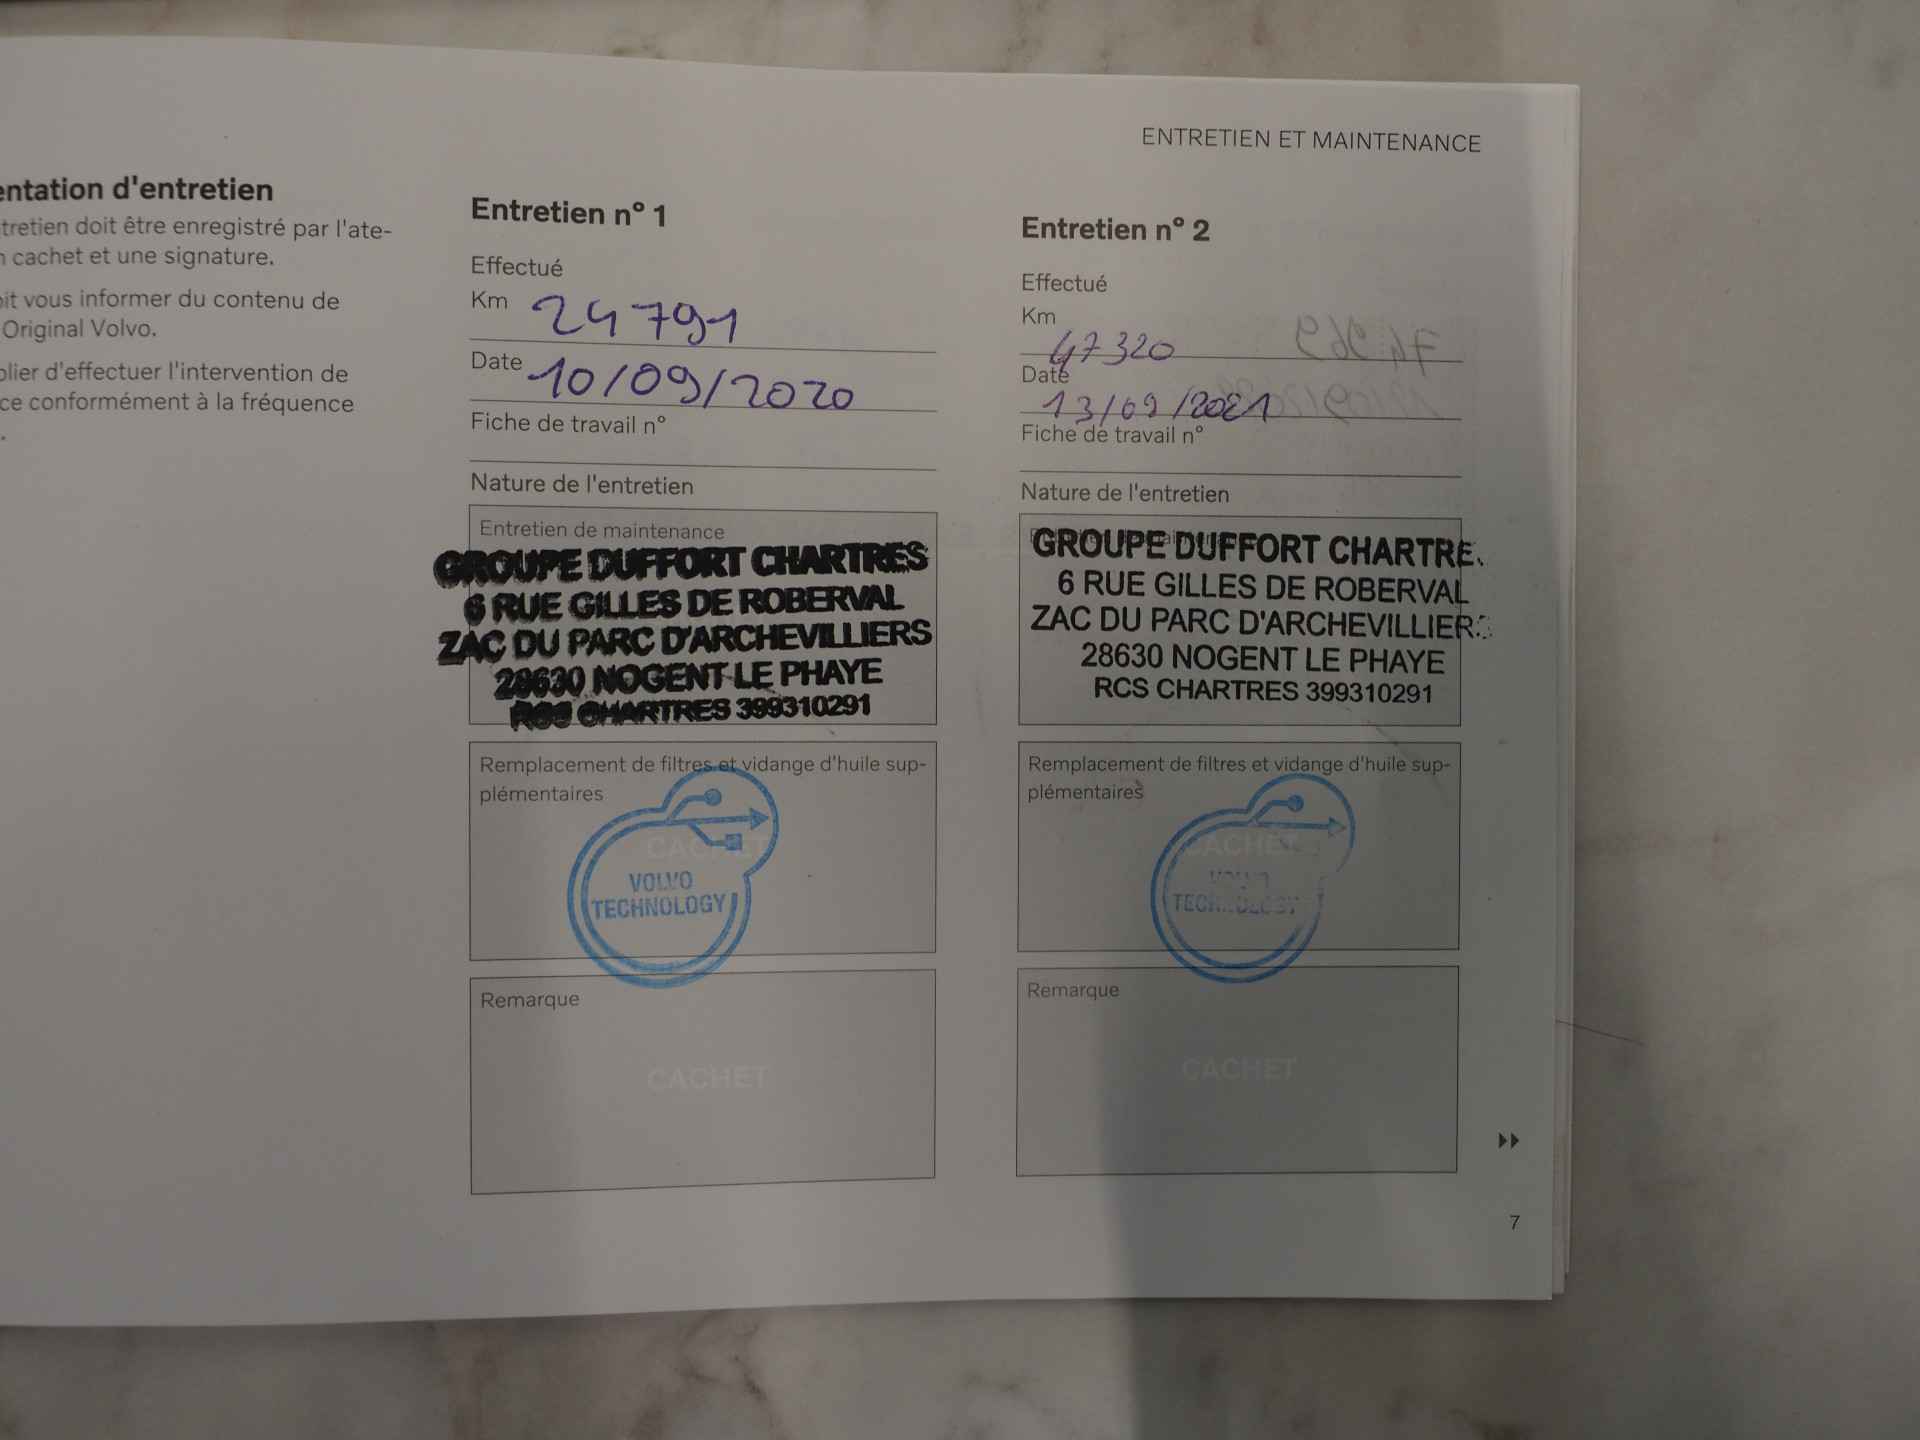 ENTRETIEN ET MAINTENANCE
entation d'entretien
tretien doit être enregistré par l'ate-
n cachet et une signature.
oit vous informer du contenu de
Original Volvo.
olier d'effectuer l'intervention de
ce conformément à la fréquence
Entretien n° 1
Effectué
Km 24791
Date 10/09/2020
Fiche de travail n°
Nature de l'entretien
Entretien de maintenance
GROUPE DUFFORT CHARTRES
6 RUE GILLES DE ROBERVAL
ZAC DU PARC D'ARCHEVILLIERS
28630 NOGENT LE PHAYE
RCS CHARTRES 399310291
Remplacement de filtres et vidange d'huile sup-
plémentaires
CACHET
VOLVO
TECHNOLOGY
Remarque
CACHET
Entretien n° 2
Effectué
Km 47320
Date 13/09/2021
Fiche de travail n°
Nature de l'entretien
GROUPE DUFFORT CHARTRE
6 RUE GILLES DE ROBERVAL
ZAC DU PARC D'ARCHEVILLIERS
28630 NOGENT LE PHAYE
RCS CHARTRES 399310291
Remplacement de filtres et vidange d'huile sup-
plémentaires
CACHET
VOLVO
TECHNOLOGY
Remarque
CACHET
7